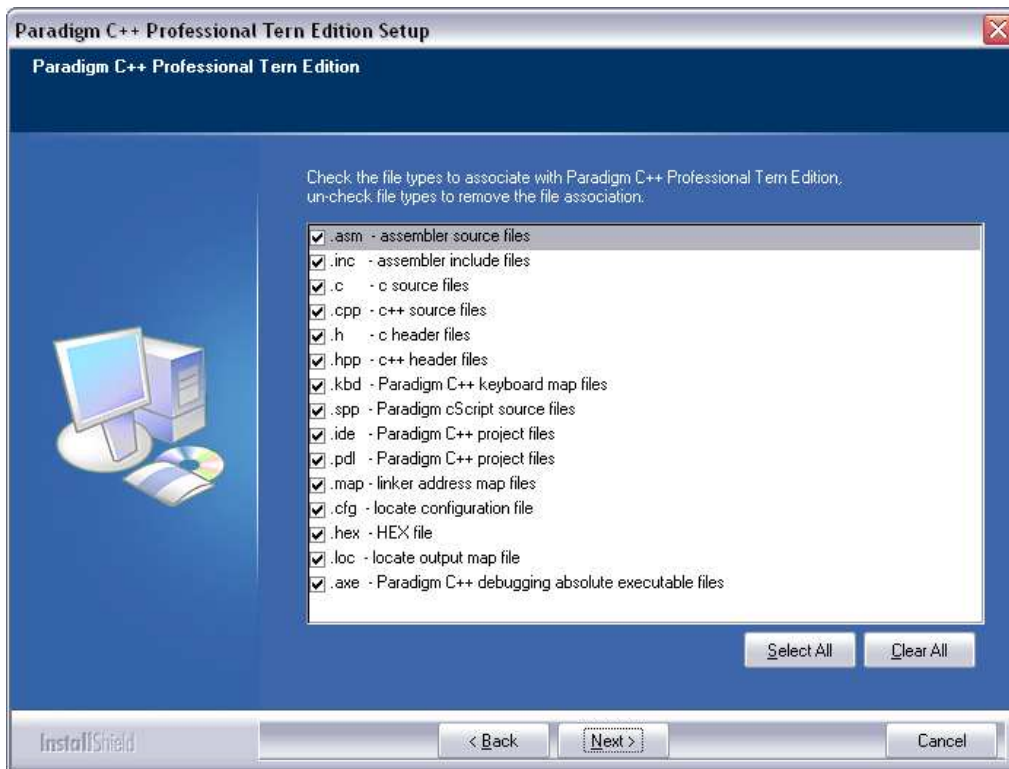 Paradigm C++ Professional Tern Edition Setup
Paradigm C++ Professional Tern Edition
Check the file types to associate with Paradigm C++ Professional Tern Edition,
un-check file types to remove the file association.
.asm - assembler source files
.inc - assembler include files
.c - c source files
.cpp - c++ source files
.h - c header files
.hpp - c++ header files
.kbd - Paradigm C++ keyboard map files
.spp - Paradigm cScript source files
.ide - Paradigm C++ project files
.pdl - Paradigm C++ project files
.map - linker address map files
.cfg - locate configuration file
.hex - HEX file
.loc - locate output map file
.axe - Paradigm C++ debugging absolute executable files
Select All Clear All
InstallShield < Back Next > Cancel